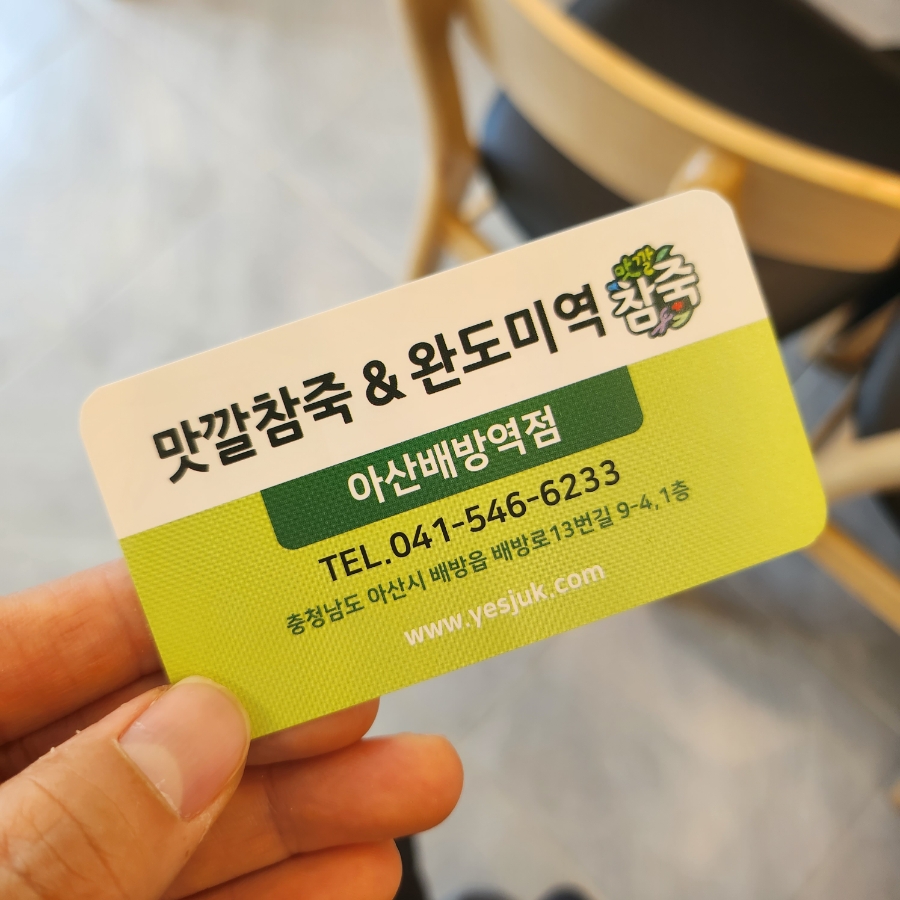 맛깔참죽 & 완도미역
맛깔
참죽
아산배방역점
TEL.041-546-6233
충청남도 아산시 배방읍 배방로13번길 9-4, 1층
www.yesjuk.com